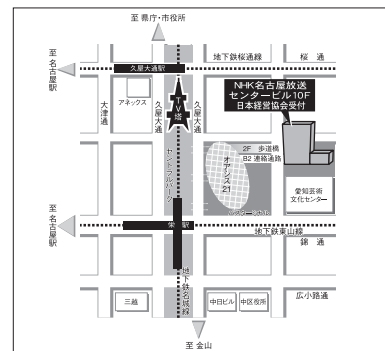 至 県庁・市役所
至 名古屋駅
久屋大通駅
地下鉄桜通線
桜 通
大津通
アネックス
久屋大通
TV塔
久屋大通
NHK名古屋放送
センタービル10F
日本経営協会受付
セントラルパーク
オアシス21
2F 歩道橋
B2 連絡通路
愛知芸術
文化センター
至 名古屋駅
栄 駅
地下鉄東山線
錦 通
地下鉄名城線
三越
中日ビル
中区役所
広小路通
至 金山